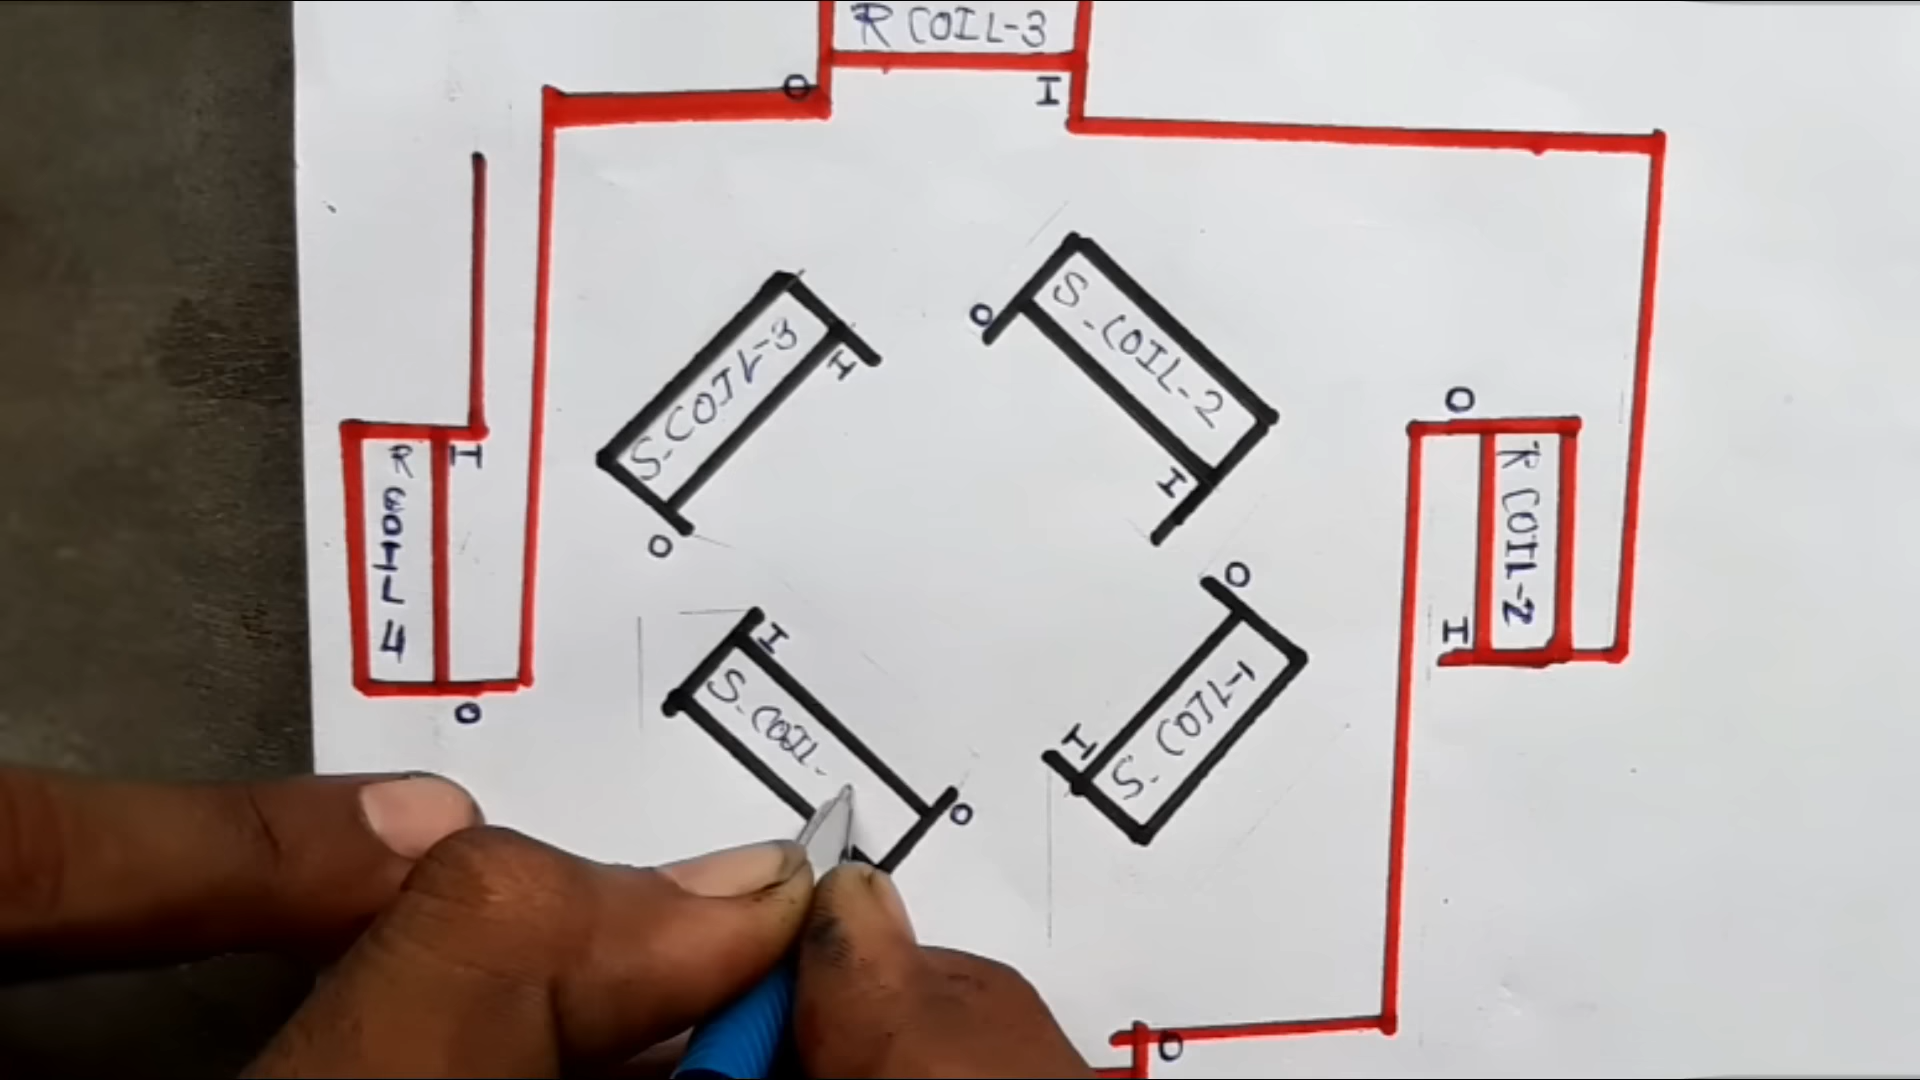 R COIL-3
O
I
O
S-COIL-3
I
S-COIL-2
I
O
R COIL-2
I
I
R COIL 4
O
O
I
S-COIL-
O
O
I
S-COIL-1
O